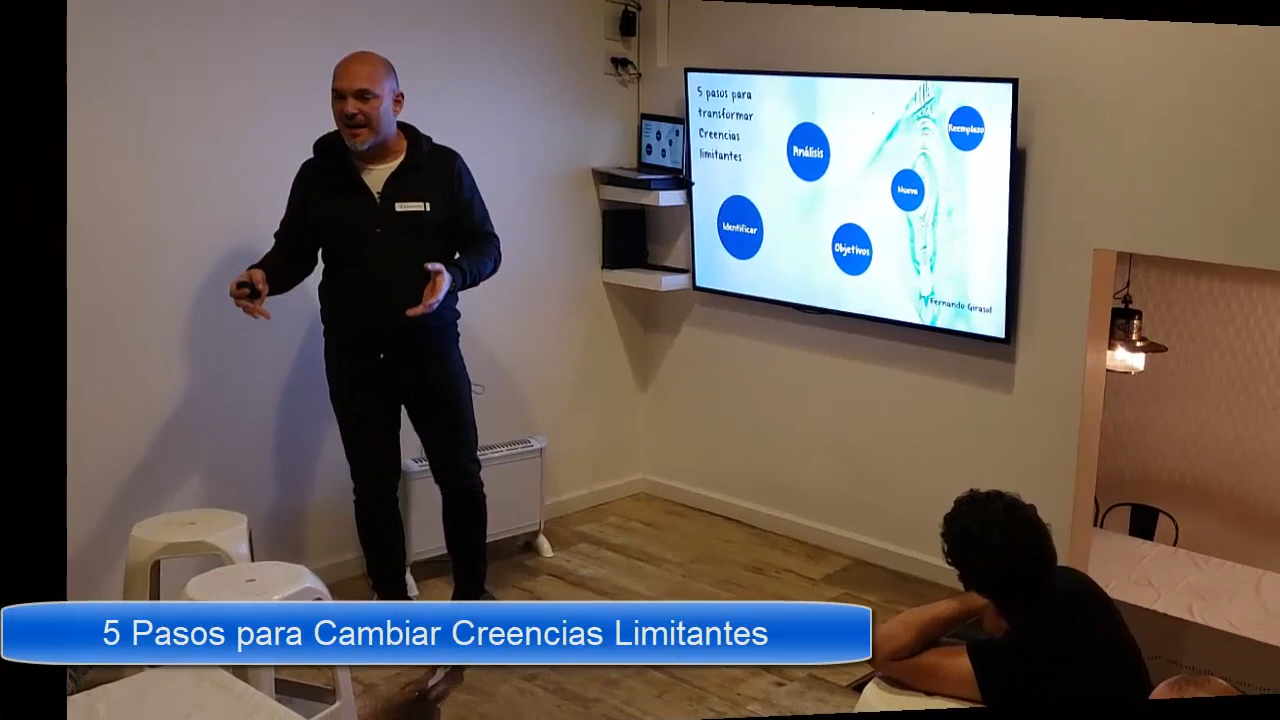 5 pasos para
transformar
Creencias
limitantes
Análisis
Reemplazo
Nueva
Identificar
Objetivos
Fernando Girasol
5 Pasos para Cambiar Creencias Limitantes